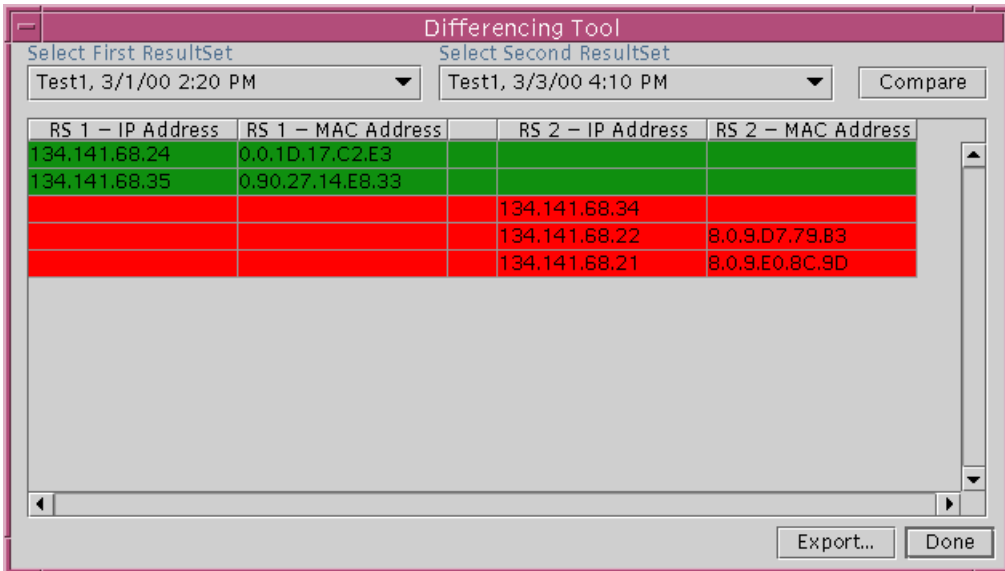 Differencing Tool
Select First ResultSet Select Second ResultSet
Test1, 3/1/00 2:20 PM Test1, 3/3/00 4:10 PM Compare
RS 1 – IP Address RS 1 – MAC Address RS 2 – IP Address RS 2 – MAC Address
134.141.68.24 0.0.1D.17.C2.E3
134.141.68.35 0.90.27.14.E8.33
134.141.68.34
134.141.68.22 8.0.9.D7.79.B3
134.141.68.21 8.0.9.E0.8C.9D
Export... Done